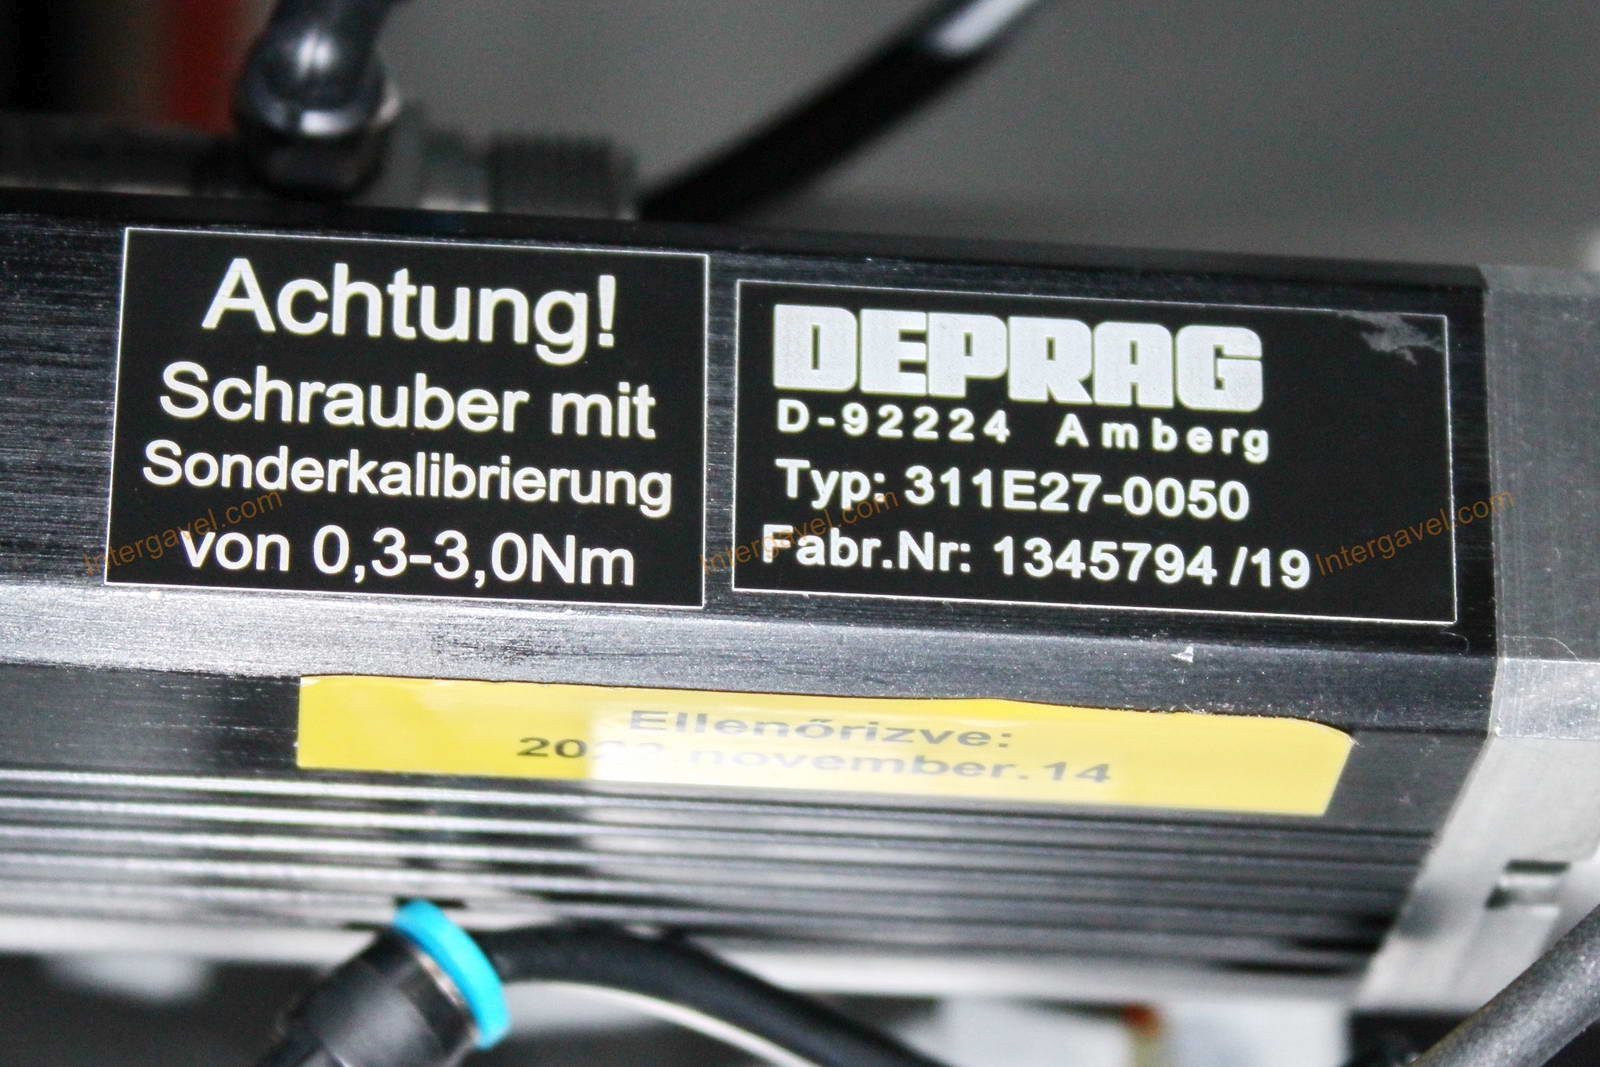 Achtung!
Schrauber mit
Sonderkalibrierung
von 0,3-3,0Nm
DEPRAG
D-92224 Amberg
Typ: 311E27-0050
Fabr.Nr: 1345794 /19
Intergavel.com
Intergavel.com
Intergavel.com
Ellenőrizve:
2022.november.14